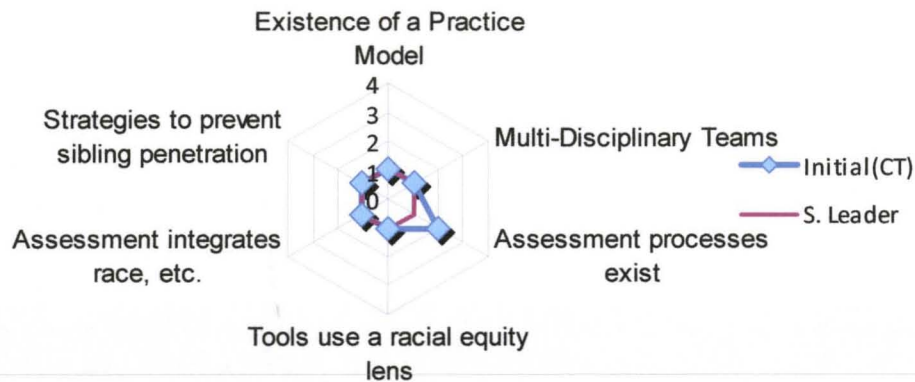 Existence of a Practice
Model
4
3
2
1
0
Strategies to prevent
sibling penetration
Multi-Disciplinary Teams
Initial(CT)
S. Leader
Assessment integrates
race, etc.
Assessment processes
exist
Tools use a racial equity
lens